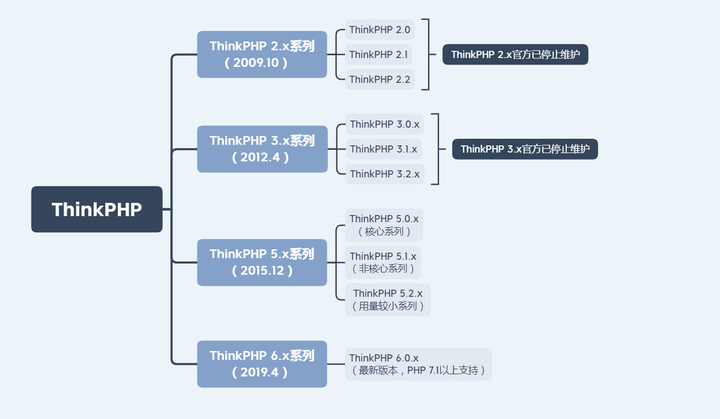 ThinkPHP
ThinkPHP 2.x系列
（2009.10）
ThinkPHP 2.0
ThinkPHP 2.1
ThinkPHP 2.2
ThinkPHP 2.x官方已停止维护
ThinkPHP 3.x系列
（2012.4）
ThinkPHP 3.0.x
ThinkPHP 3.1.x
ThinkPHP 3.2.x
ThinkPHP 3.x官方已停止维护
ThinkPHP 5.x系列
（2015.12）
ThinkPHP 5.0.x
（核心系列）
ThinkPHP 5.1.x
（非核心系列）
ThinkPHP 5.2.x
（用量较小系列）
ThinkPHP 6.x系列
（2019.4）
ThinkPHP 6.0.x
（最新版本，PHP 7.1以上支持）